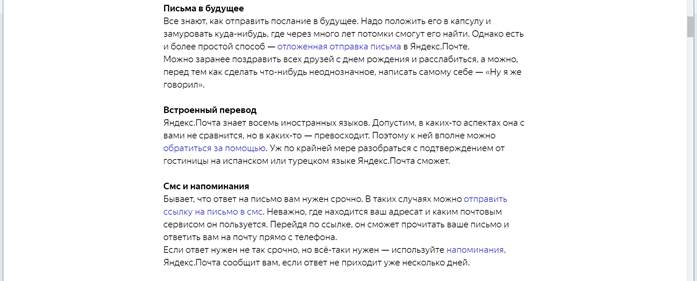 Письма в будущее
Все знают, как отправить послание в будущее. Надо положить его в капсулу и
замуровать куда-нибудь, где через много лет потомки смогут его найти. Однако есть
и более простой способ — отложенная отправка письма в Яндекс.Почте.
Можно заранее поздравить всех друзей с днем рождения и расслабиться, а можно,
перед тем как сделать что-нибудь неоднозначное, написать самому себе — «Ну я же
говорил».
Встроенный перевод
Яндекс.Почта знает восемь иностранных языков. Допустим, в каких-то аспектах она с
вами не сравнится, но в каких-то — превосходит. Поэтому к ней вполне можно
обратиться за помощью. Уж по крайней мере разобраться с подтверждением от
гостиницы на испанском или турецком языке Яндекс.Почта сможет.
Смс и напоминания
Бывает, что ответ на письмо вам нужен срочно. В таких случаях можно отправить
ссылку на письмо в смс. Неважно, где находится ваш адресат и каким почтовым
сервисом он пользуется. Перейдя по ссылке, он сможет прочитать ваше письмо и
ответить вам на почту прямо с телефона.
Если ответ нужен не так срочно, но всё-таки нужен — используйте напоминания.
Яндекс.Почта сообщит вам, если ответ не приходит уже несколько дней.